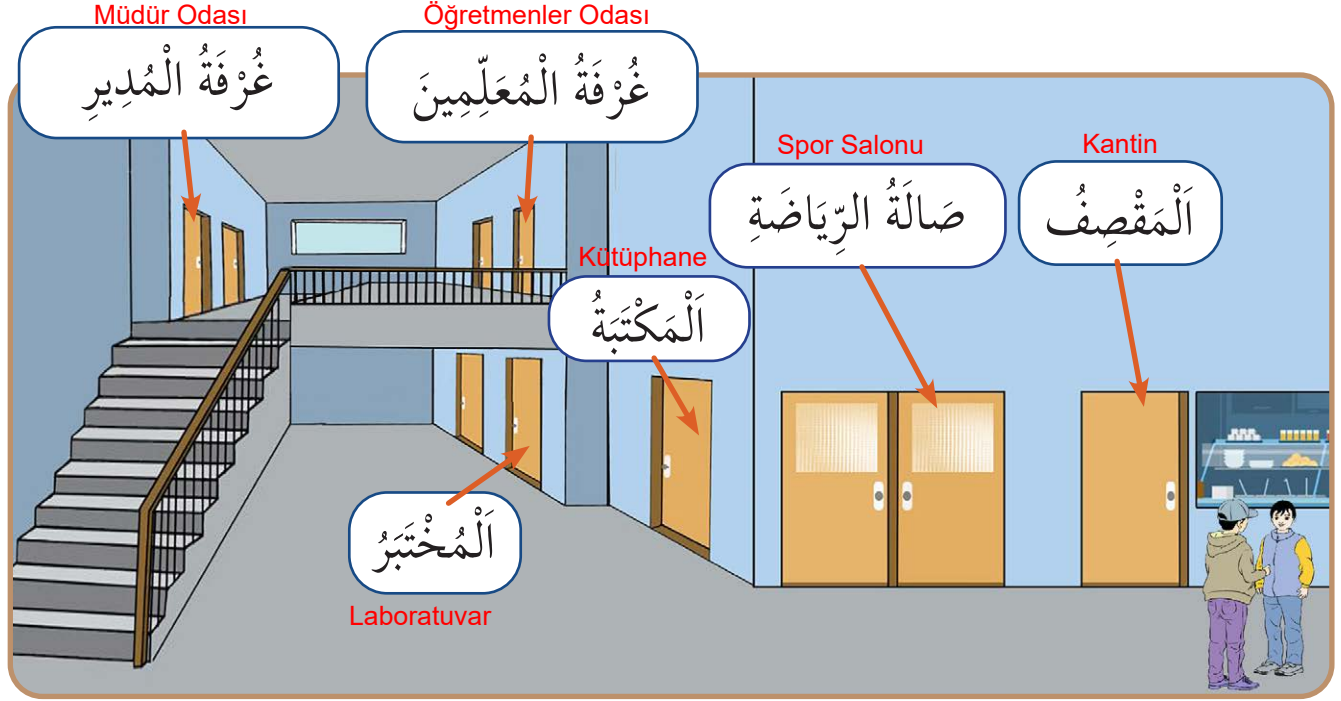 Müdür Odası
غُرْفَةُ الْمُدِيرِ
Öğretmenler Odası
غُرْفَةُ الْمُعَلِّمِينَ
Spor Salonu
صَالَةُ الرِّيَاضَةِ
Kantin
اَلْمَقْصِفُ
Kütüphane
اَلْمَكْتَبَةُ
اَلْمُخْتَبَرُ
Laboratuvar